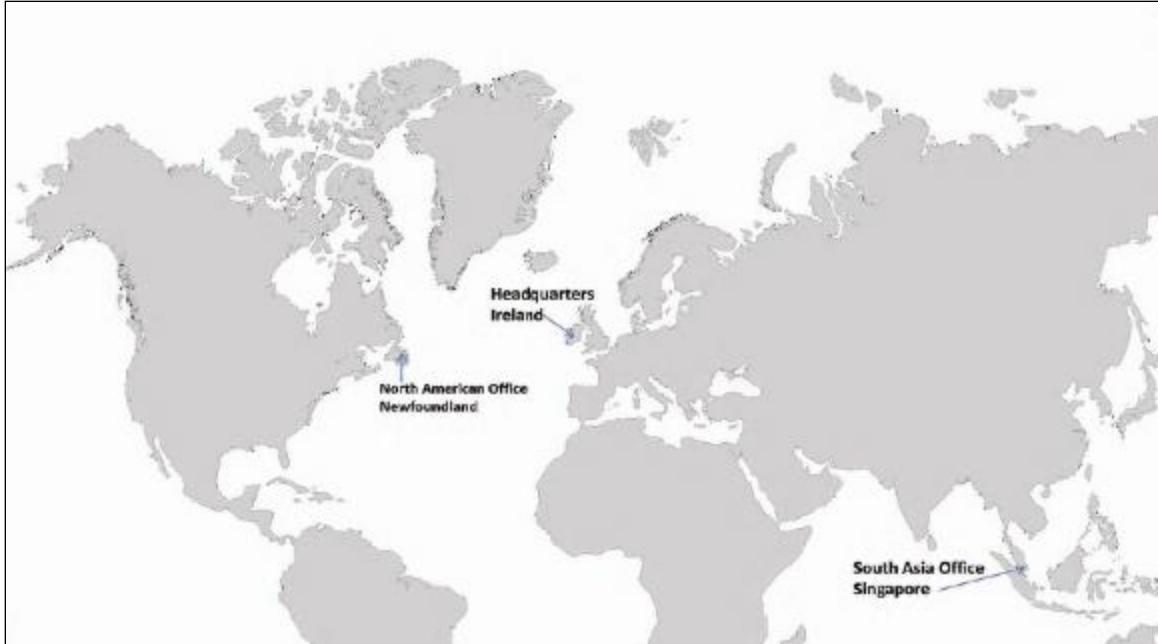 Headquarters
Ireland
North American Office
Newfoundland
South Asia Office
Singapore